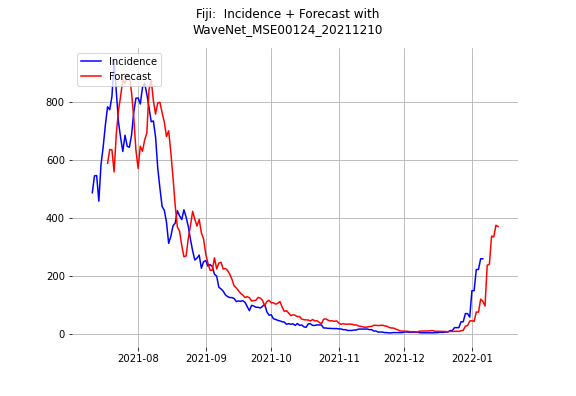 Fiji:  Incidence + Forecast with
WaveNet_MSE00124_20211210
Incidence
Forecast
800
600
400
200
0
2021-08
2021-09
2021-10
2021-11
2021-12
2022-01